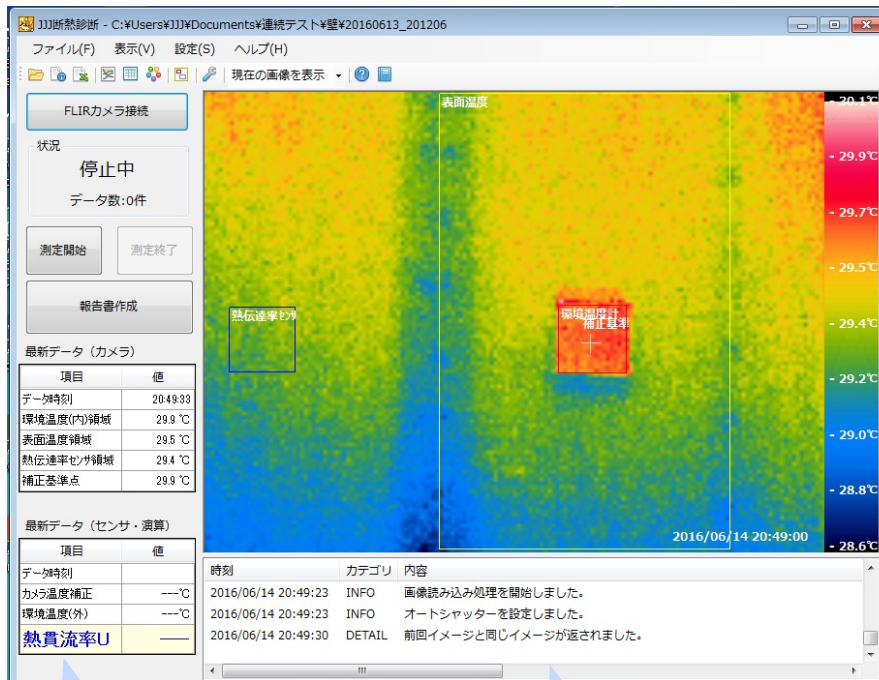 JJJ断熱診断 - C:¥Users¥JJJ¥Documents¥連続テスト¥壁¥20160613_201206
ファイル(F) 表示(V) 設定(S) ヘルプ(H)
現在の画像を表示
FLIRカメラ接続
状況
停止中
データ数:0件
測定開始 測定終了
報告書作成
最新データ（カメラ）
項目 値
データ時刻 20:49:33
環境温度(内)領域 29.9 ℃
表面温度領域 29.5 ℃
熱伝達率センサ領域 29.4 ℃
補正基準点 29.9 ℃
最新データ（センサ・演算）
項目 値
データ時刻
カメラ温度補正 ---℃
環境温度(外) ---℃
熱貫流率U ---
表面温度
熱伝達率センサ
環境温度計
補正基準
2016/06/14 20:49:00
- 30.1℃
- 29.9℃
- 29.7℃
- 29.5℃
- 29.4℃
- 29.2℃
- 29.0℃
- 28.8℃
- 28.6℃
時刻 カテゴリ 内容
2016/06/14 20:49:23 INFO 画像読み込み処理を開始しました。
2016/06/14 20:49:23 INFO オートシャッターを設定しました。
2016/06/14 20:49:30 DETAIL 前回イメージと同じイメージが返されました。